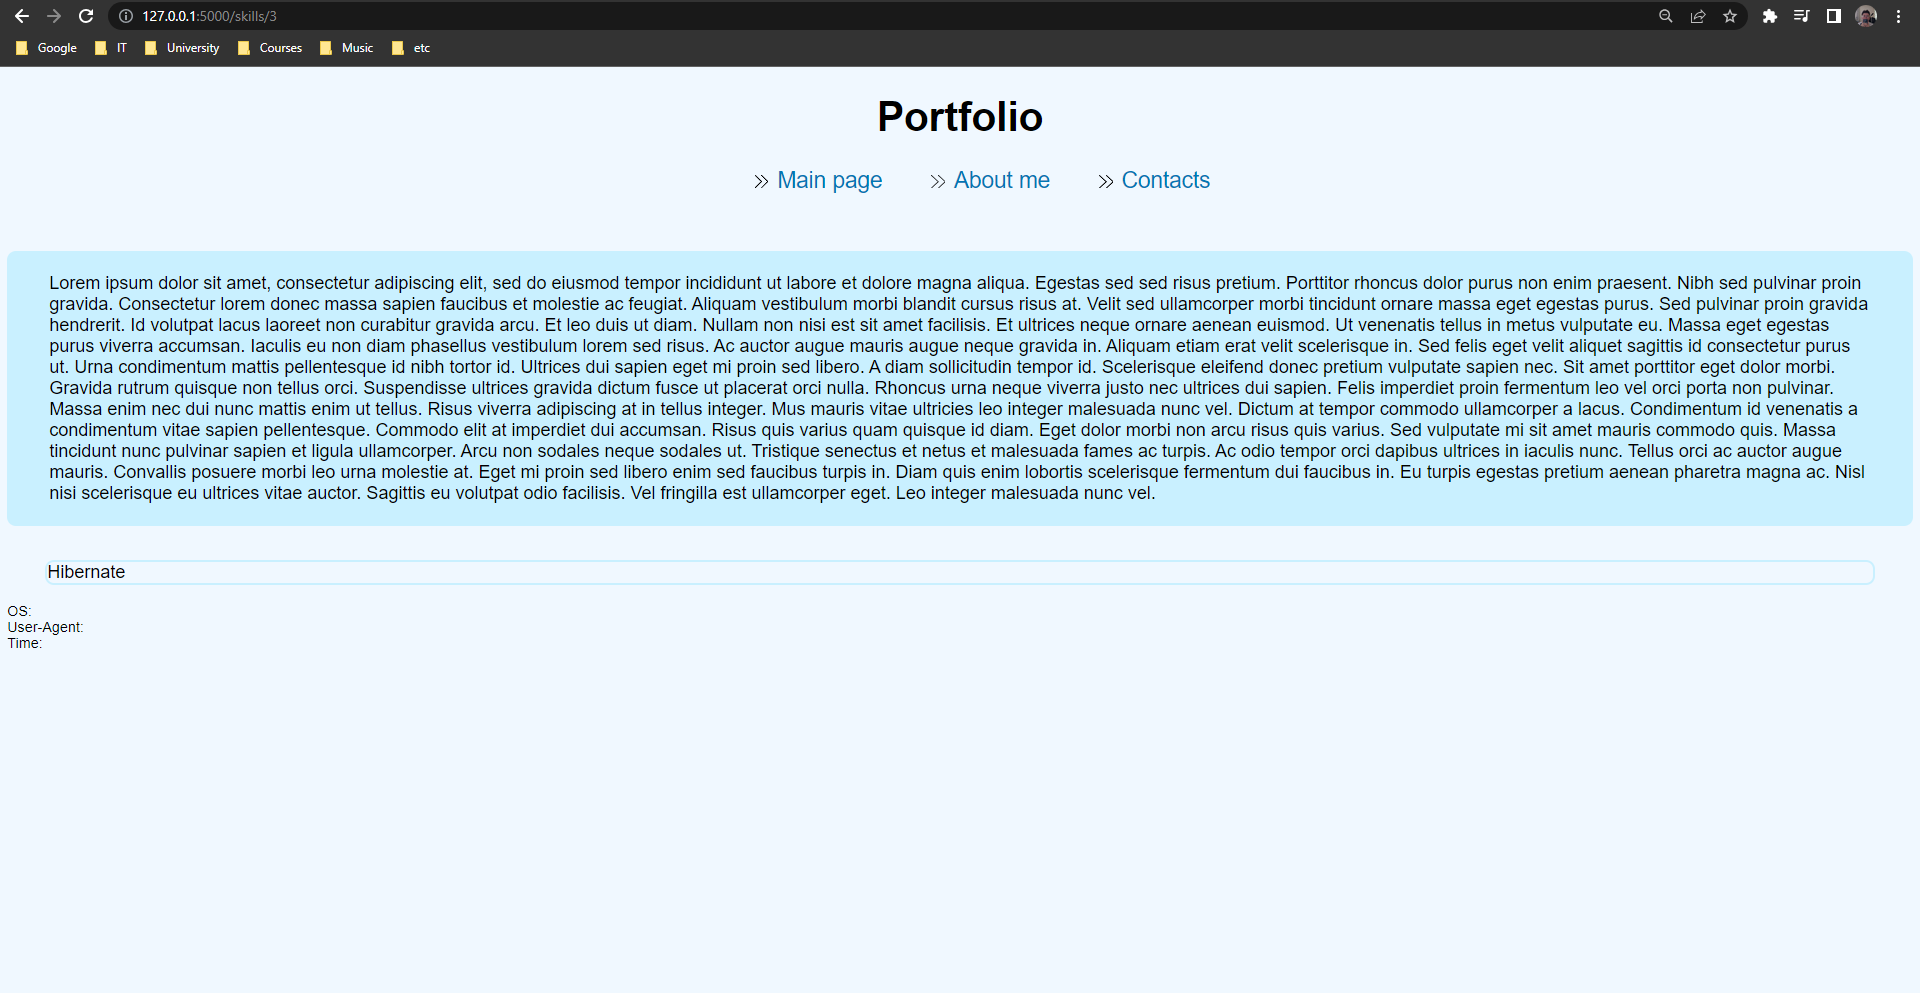 127.0.0.1:5000/skills/3
Google IT University Courses Music etc
Portfolio
Main page About me Contacts
Lorem ipsum dolor sit amet, consectetur adipiscing elit, sed do eiusmod tempor incididunt ut labore et dolore magna aliqua. Egestas sed sed risus pretium. Porttitor rhoncus dolor purus non enim praesent. Nibh sed pulvinar proin
gravida. Consectetur lorem donec massa sapien faucibus et molestie ac feugiat. Aliquam vestibulum morbi blandit cursus risus at. Velit sed ullamcorper morbi tincidunt ornare massa eget egestas purus. Sed pulvinar proin gravida
hendrerit. Id volutpat lacus laoreet non curabitur gravida arcu. Et leo duis ut diam. Nullam non nisi est sit amet facilisis. Et ultrices neque ornare aenean euismod. Ut venenatis tellus in metus vulputate eu. Massa eget egestas
purus viverra accumsan. Iaculis eu non diam phasellus vestibulum lorem sed risus. Ac auctor augue mauris augue neque gravida in. Aliquam etiam erat velit scelerisque in. Sed felis eget velit aliquet sagittis id consectetur purus
ut. Urna condimentum mattis pellentesque id nibh tortor id. Ultrices dui sapien eget mi proin sed libero. A diam sollicitudin tempor id. Scelerisque eleifend donec pretium vulputate sapien nec. Sit amet porttitor eget dolor morbi.
Gravida rutrum quisque non tellus orci. Suspendisse ultrices gravida dictum fusce ut placerat orci nulla. Rhoncus urna neque viverra justo nec ultrices dui sapien. Felis imperdiet proin fermentum leo vel orci porta non pulvinar.
Massa enim nec dui nunc mattis enim ut tellus. Risus viverra adipiscing at in tellus integer. Mus mauris vitae ultricies leo integer malesuada nunc vel. Dictum at tempor commodo ullamcorper a lacus. Condimentum id venenatis a
condimentum vitae sapien pellentesque. Commodo elit at imperdiet dui accumsan. Risus quis varius quam quisque id diam. Eget dolor morbi non arcu risus quis varius. Sed vulputate mi sit amet mauris commodo quis. Massa
tincidunt nunc pulvinar sapien et ligula ullamcorper. Arcu non sodales neque sodales ut. Tristique senectus et netus et malesuada fames ac turpis. Ac odio tempor orci dapibus ultrices in iaculis nunc. Tellus orci ac auctor augue
mauris. Convallis posuere morbi leo urna molestie at. Eget mi proin sed libero enim sed faucibus turpis in. Diam quis enim lobortis scelerisque fermentum dui faucibus in. Eu turpis egestas pretium aenean pharetra magna ac. Nisl
nisi scelerisque eu ultrices vitae auctor. Sagittis eu volutpat odio facilisis. Vel fringilla est ullamcorper eget. Leo integer malesuada nunc vel.
Hibernate
OS:
User-Agent:
Time: